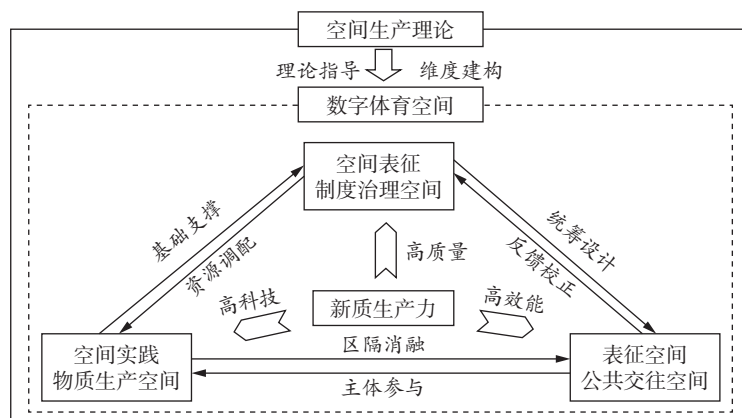 空间生产理论
理论指导
维度建构
数字体育空间
空间表征
制度治理空间
基础支撑
资源调配
统筹设计
反馈校正
高质量
高科技
新质生产力
高效能
空间实践
物质生产空间
区隔消融
主体参与
表征空间
公共交往空间